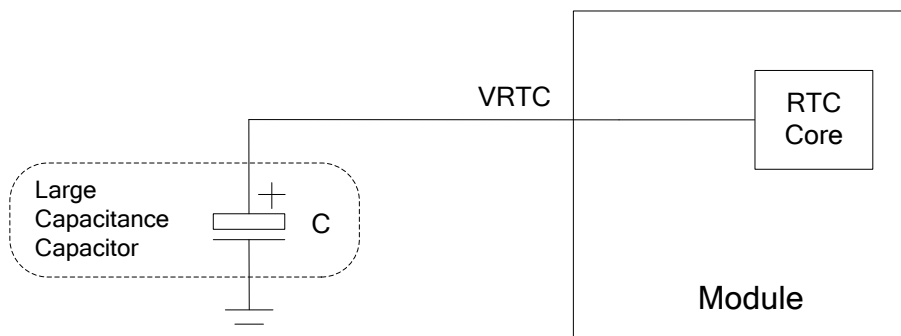 VRTC
RTC
Core
Large
Capacitance
Capacitor
+
C
Module